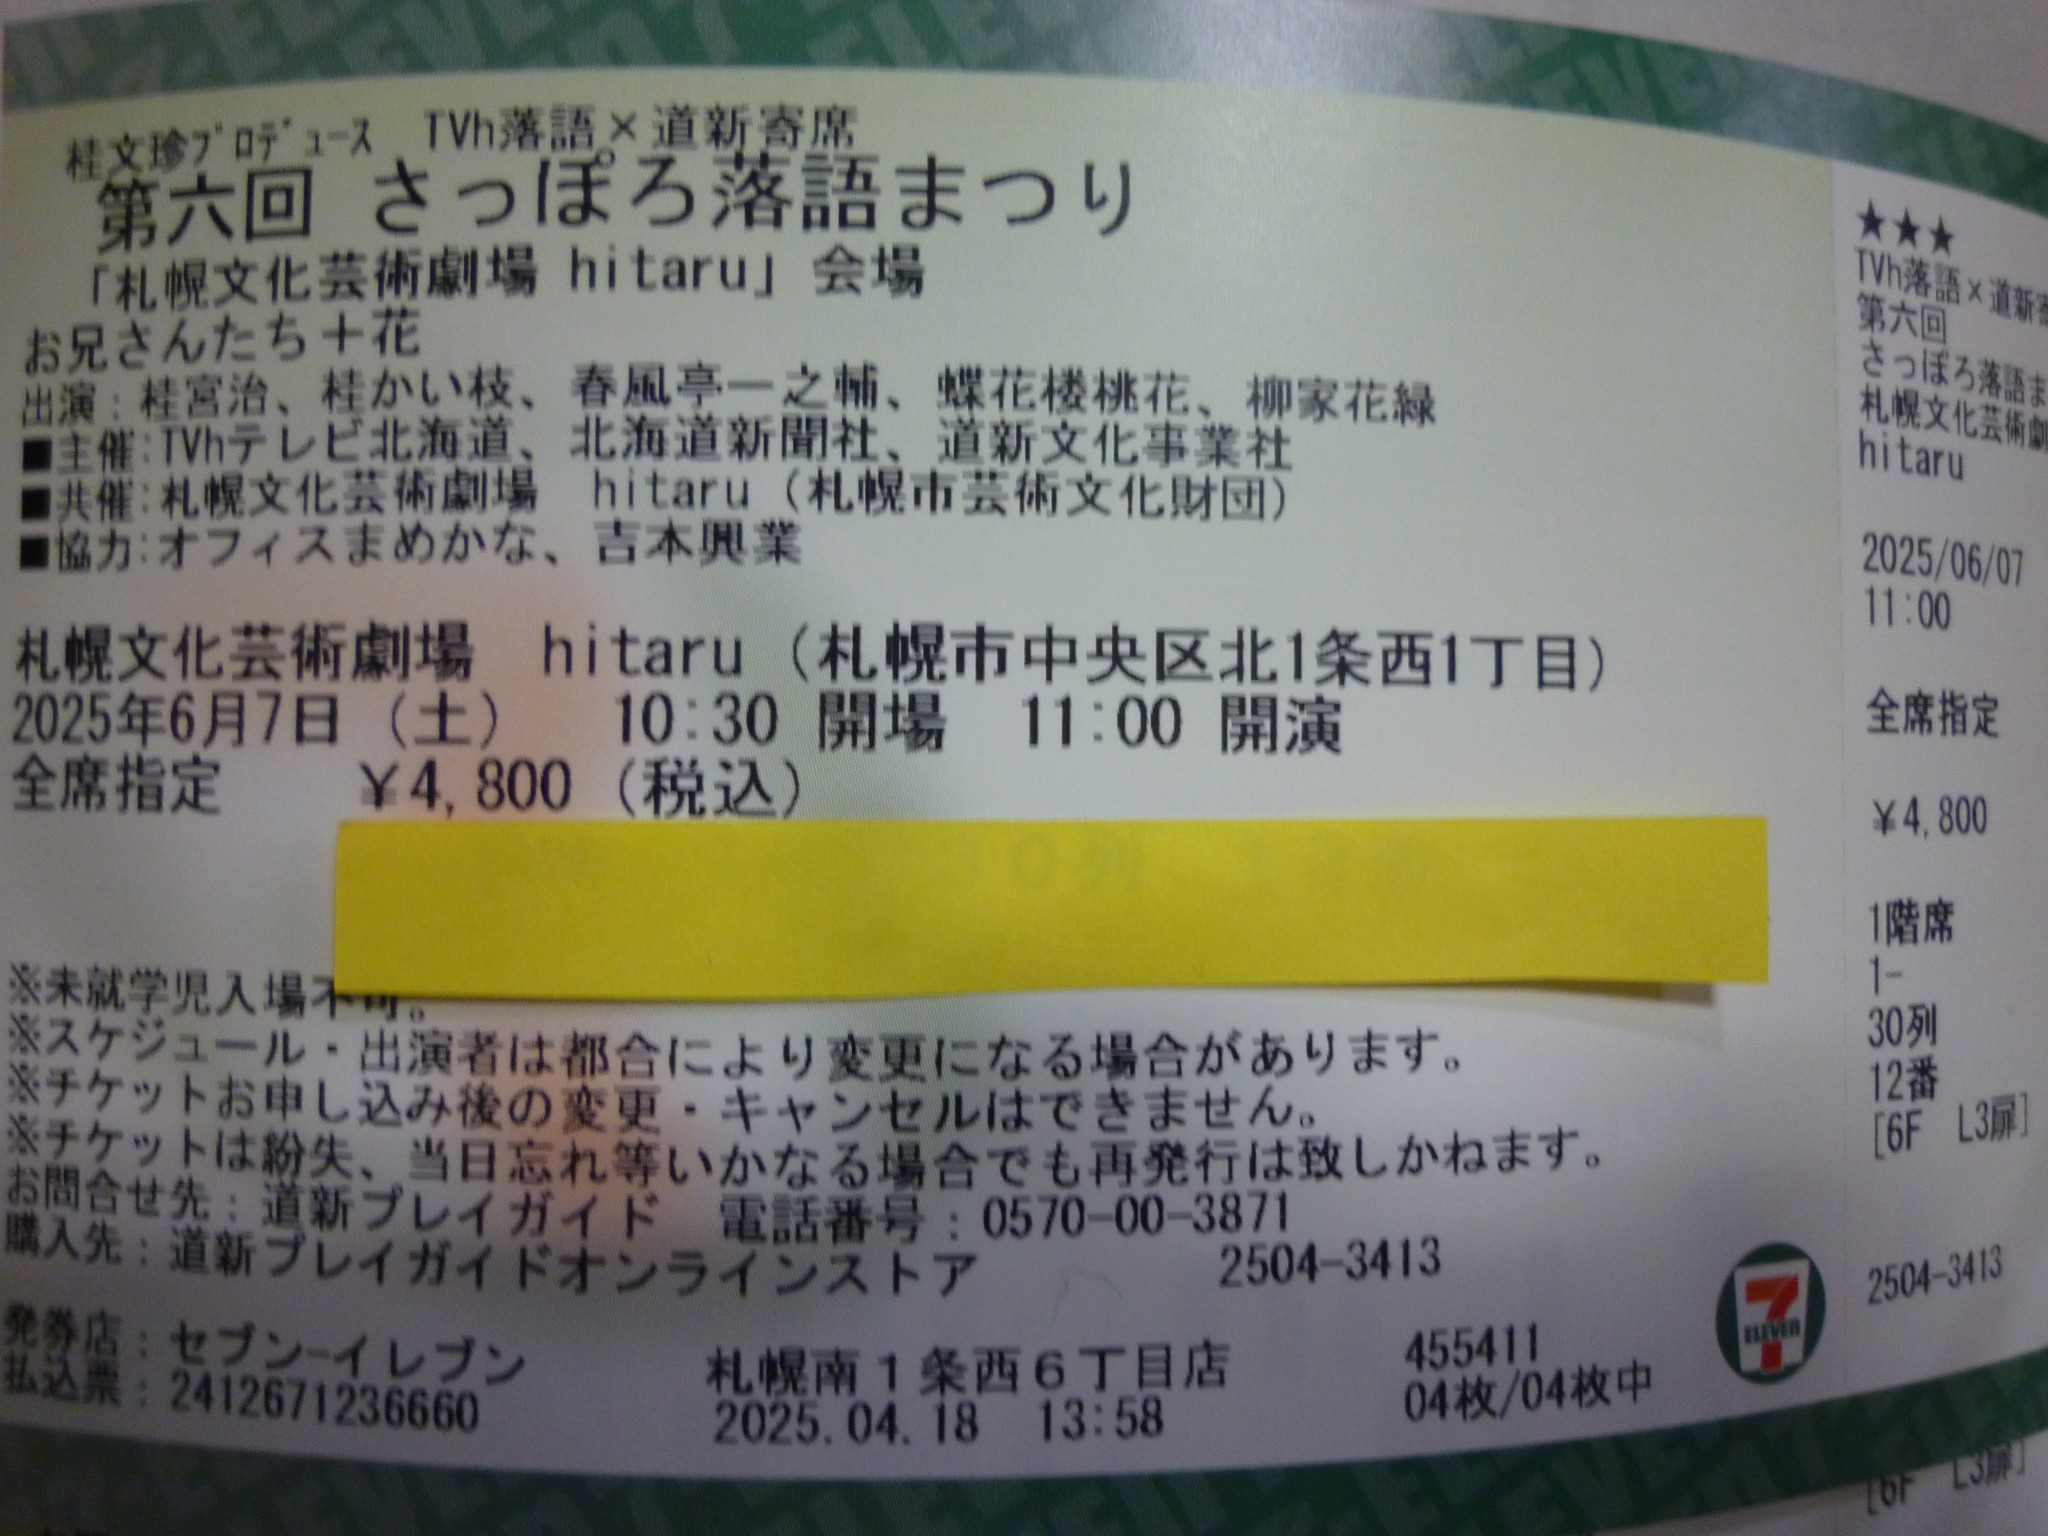 桂文珍ﾌﾟﾛﾃﾞｭｰｽ TVh落語×道新寄席
第六回 さっぽろ落語まつり
「札幌文化芸術劇場 hitaru」会場
お兄さんたち＋花
出演：桂宮治、桂かい枝、春風亭一之輔、蝶花楼桃花、柳家花緑
■主催：TVhテレビ北海道、北海道新聞社、道新文化事業社
■共催：札幌文化芸術劇場 hitaru（札幌市芸術文化財団）
■協力：オフィスまめかな、吉本興業
札幌文化芸術劇場 hitaru（札幌市中央区北1条西1丁目）
2025年6月7日（土） 10:30 開場 11:00 開演
全席指定 ￥4,800（税込）
30列
※未就学児入場不可。
※スケジュール・出演者は都合により変更になる場合があります。
※チケットお申し込み後の変更・キャンセルはできません。
※チケットは紛失、当日忘れ等いかなる場合でも再発行は致しかねます。
お問合せ先：道新プレイガイド 電話番号：0570-00-3871
購入先：道新プレイガイドオンラインストア 2504-3413
発券店：セブン-イレブン 札幌南１条西６丁目店 455411
払込票：2412671236660 2025.04.18 13:58 04枚/04枚中
7 ELEVEN
★★★
TVh落語×道新寄
第六回
さっぽろ落語ま
札幌文化芸術劇
hitaru
2025/06/07
11:00
全席指定
￥4,800
1階席
1-
30列
12番
[6F L3扉]
2504-3413
[6F L3扉]